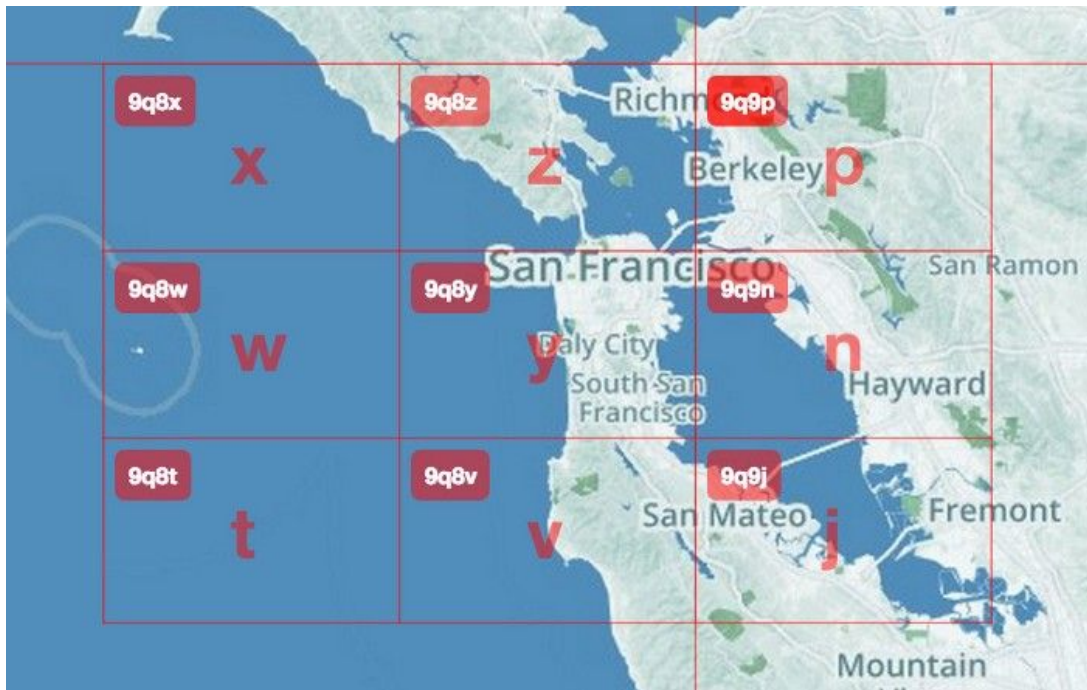 9q8x
9q8z
9q9p
Richmond
x
z
Berkeley
p
9q8w
9q8y
San Francisco
9q9n
San Ramon
w
y
Daly City
n
South San
Francisco
Hayward
9q8t
9q8v
9q9j
San Mateo
Fremont
t
v
j
Mountain